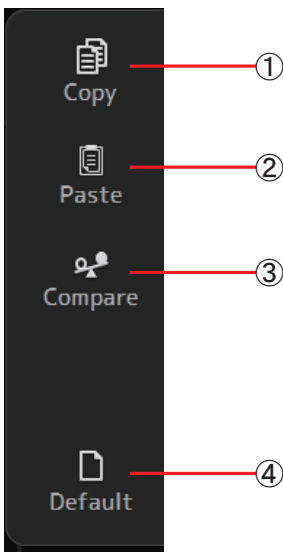 Copy ①
Paste ②
Compare ③
Default ④